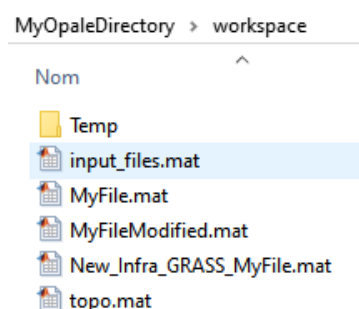 MyOpaleDirectory > workspace
Nom
Temp
input_files.mat
MyFile.mat
MyFileModified.mat
New_Infra_GRASS_MyFile.mat
topo.mat